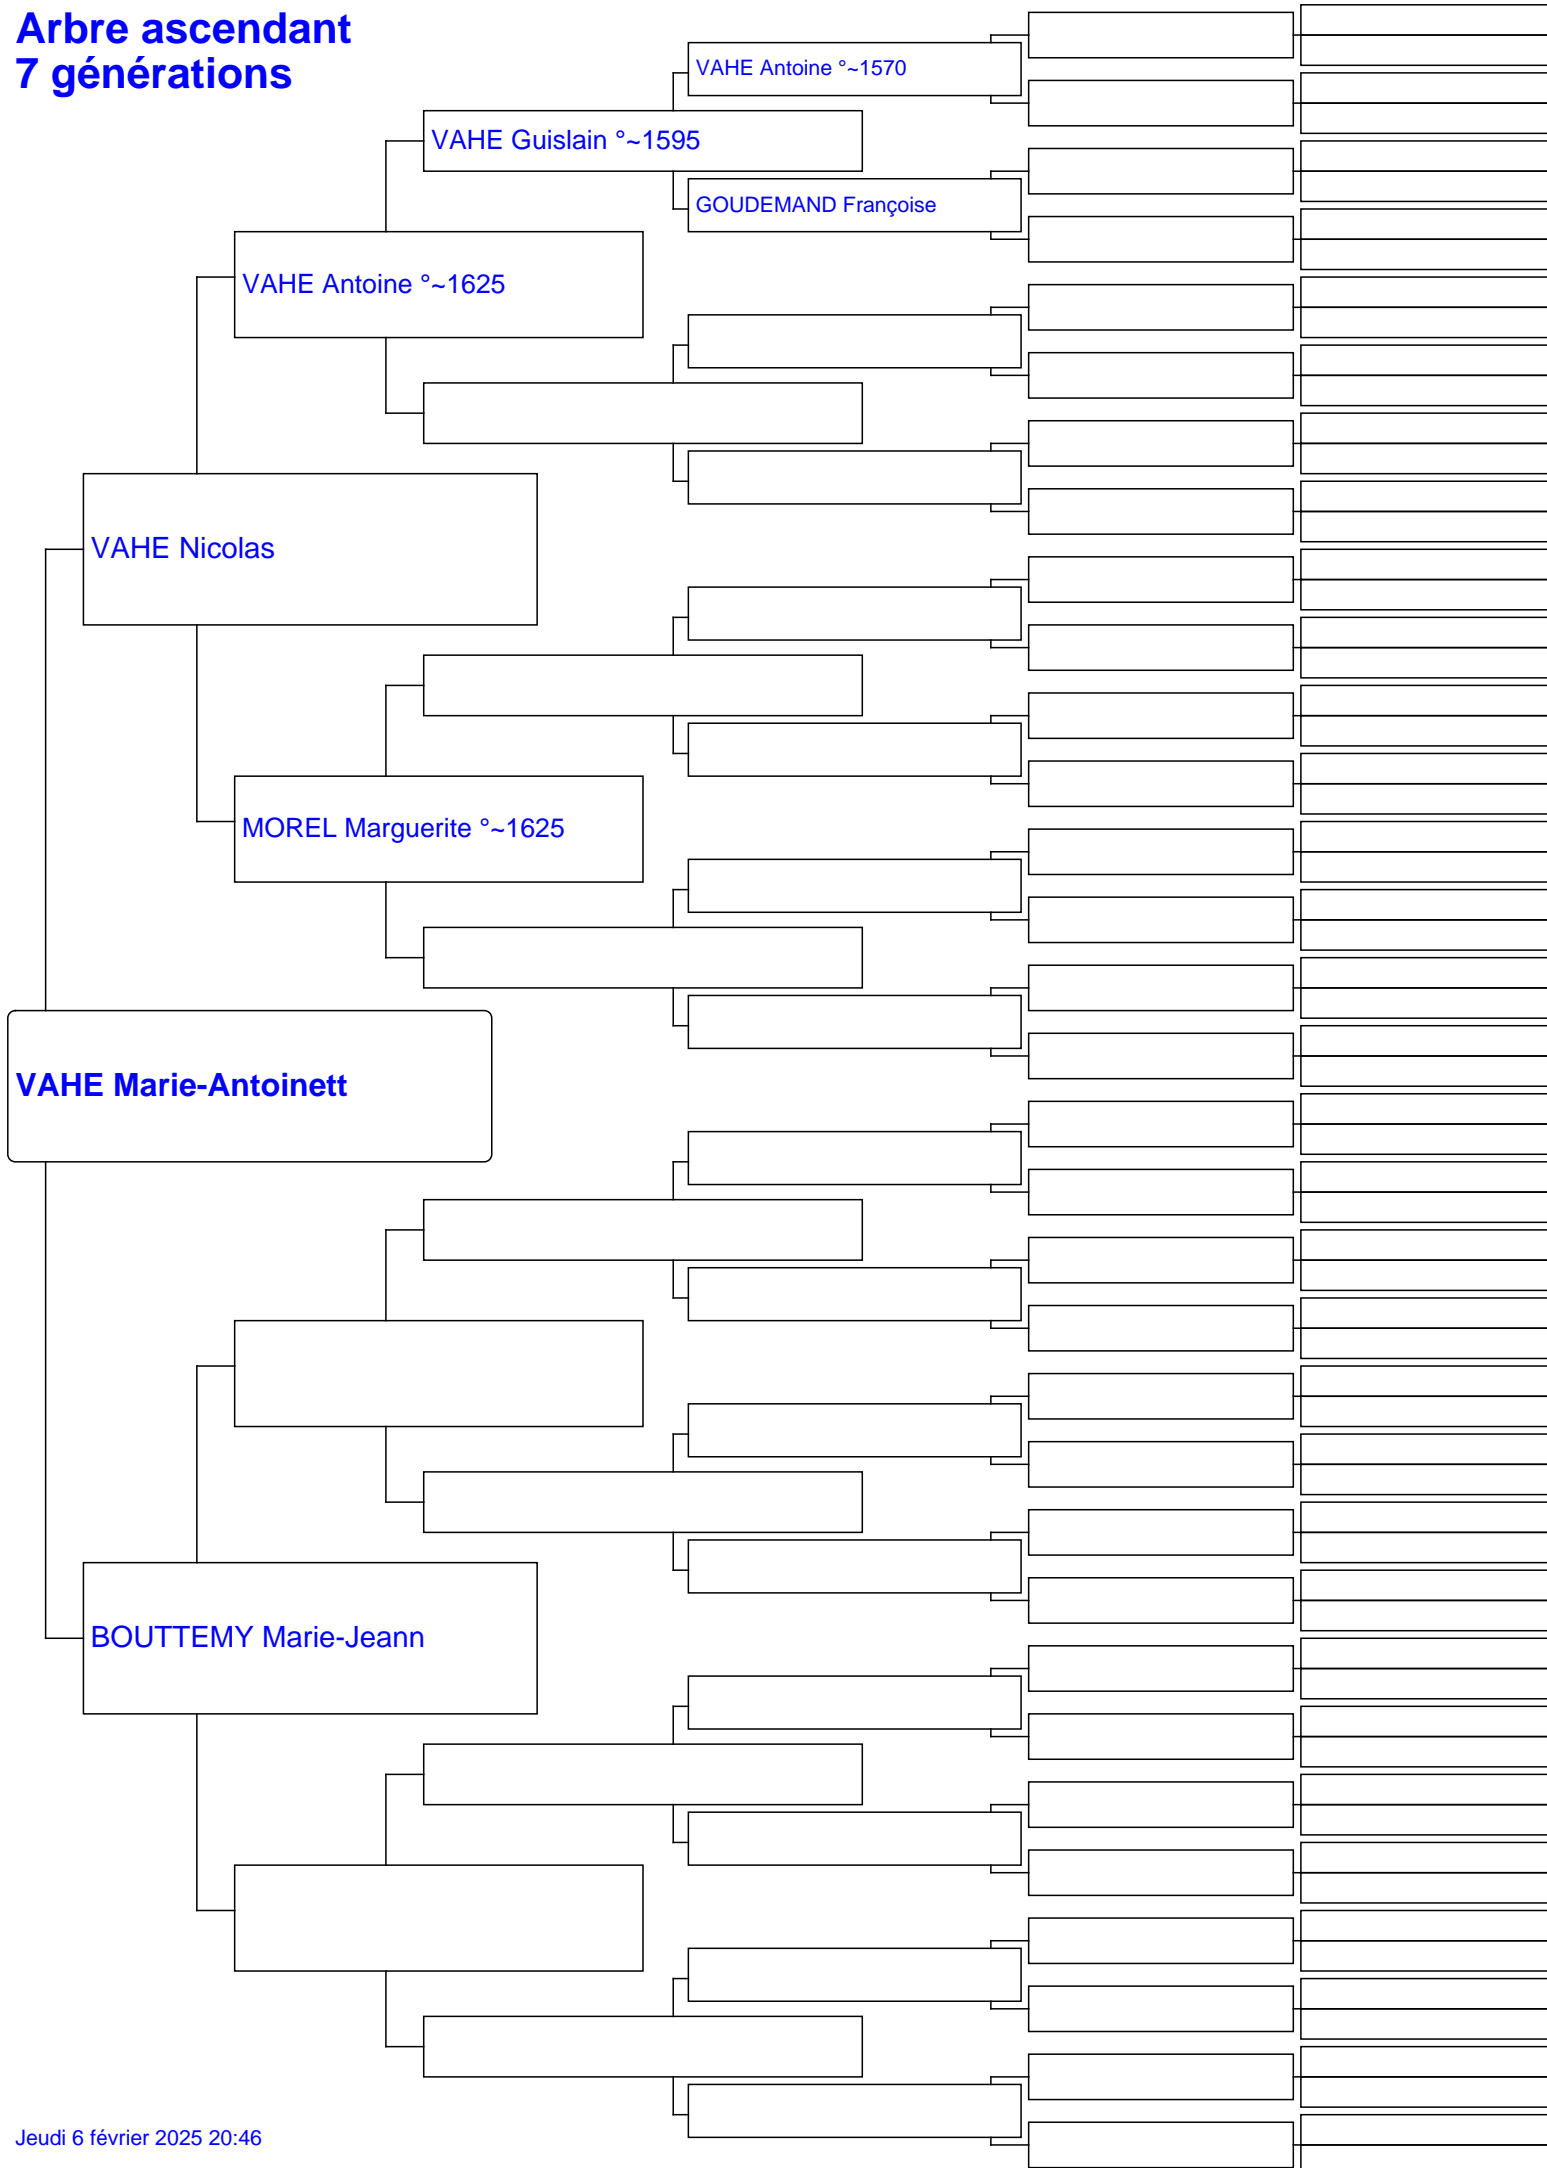 Arbre ascendant
7 générations
VAHE Antoine °~1570
VAHE Guislain °~1595
GOUDEMAND Françoise
VAHE Antoine °~1625
VAHE Nicolas
MOREL Marguerite °~1625
VAHE Marie-Antoinett
BOUTTEMY Marie-Jeann
Jeudi 6 février 2025 20:46